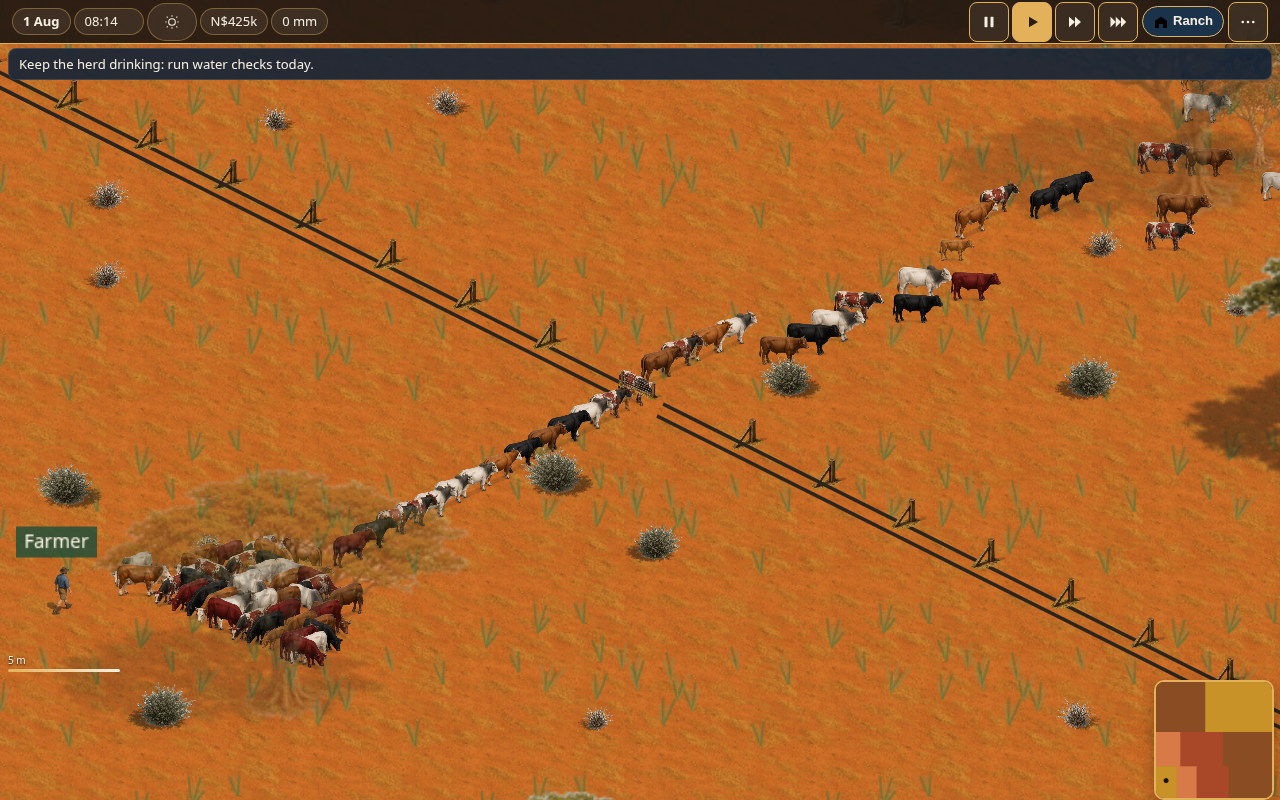 1 Aug
08:14
N$425k
0 mm
Ranch
Keep the herd drinking: run water checks today.
Farmer
5 m